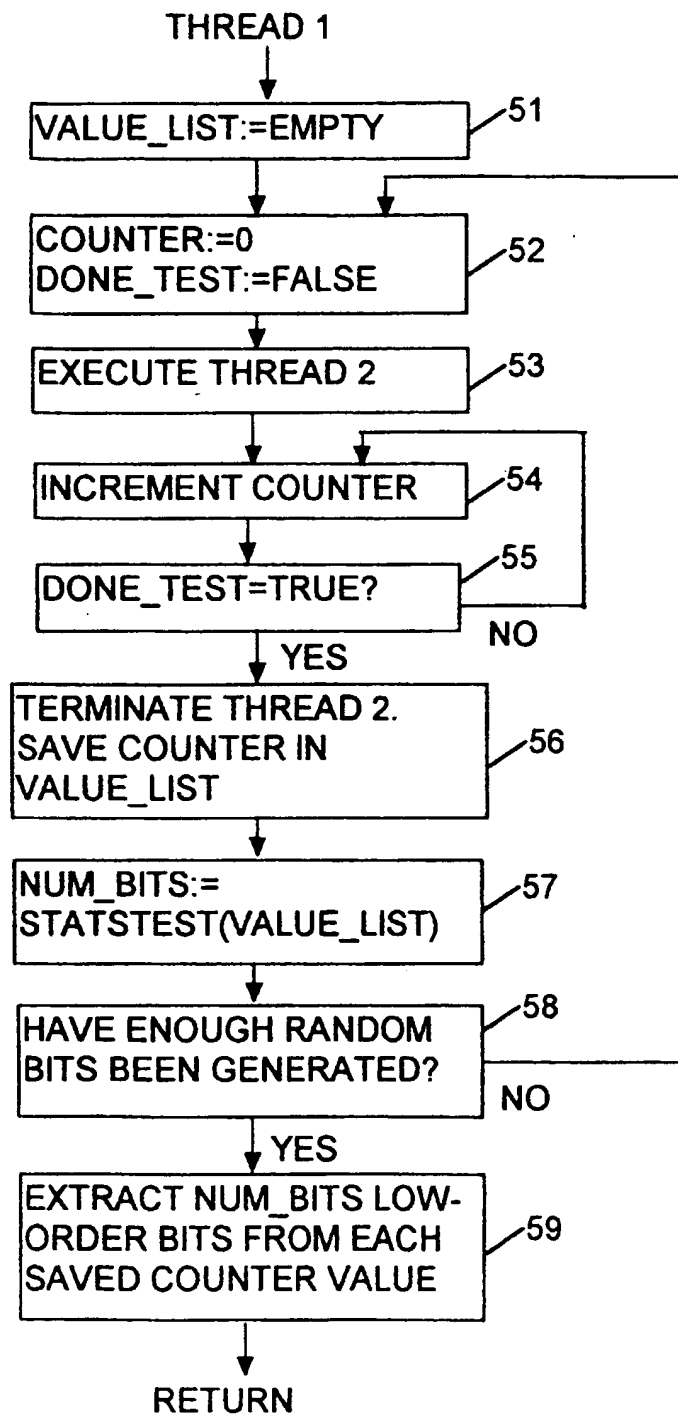 THREAD 1
VALUE_LIST:=EMPTY
51
COUNTER:=0
DONE_TEST:=FALSE
52
EXECUTE THREAD 2
53
INCREMENT COUNTER
54
DONE_TEST=TRUE?
55
NO
YES
TERMINATE THREAD 2.
SAVE COUNTER IN
VALUE_LIST
56
NUM_BITS:=
STATSTEST(VALUE_LIST)
57
HAVE ENOUGH RANDOM
BITS BEEN GENERATED?
58
NO
YES
EXTRACT NUM_BITS LOW-
ORDER BITS FROM EACH
SAVED COUNTER VALUE
59
RETURN